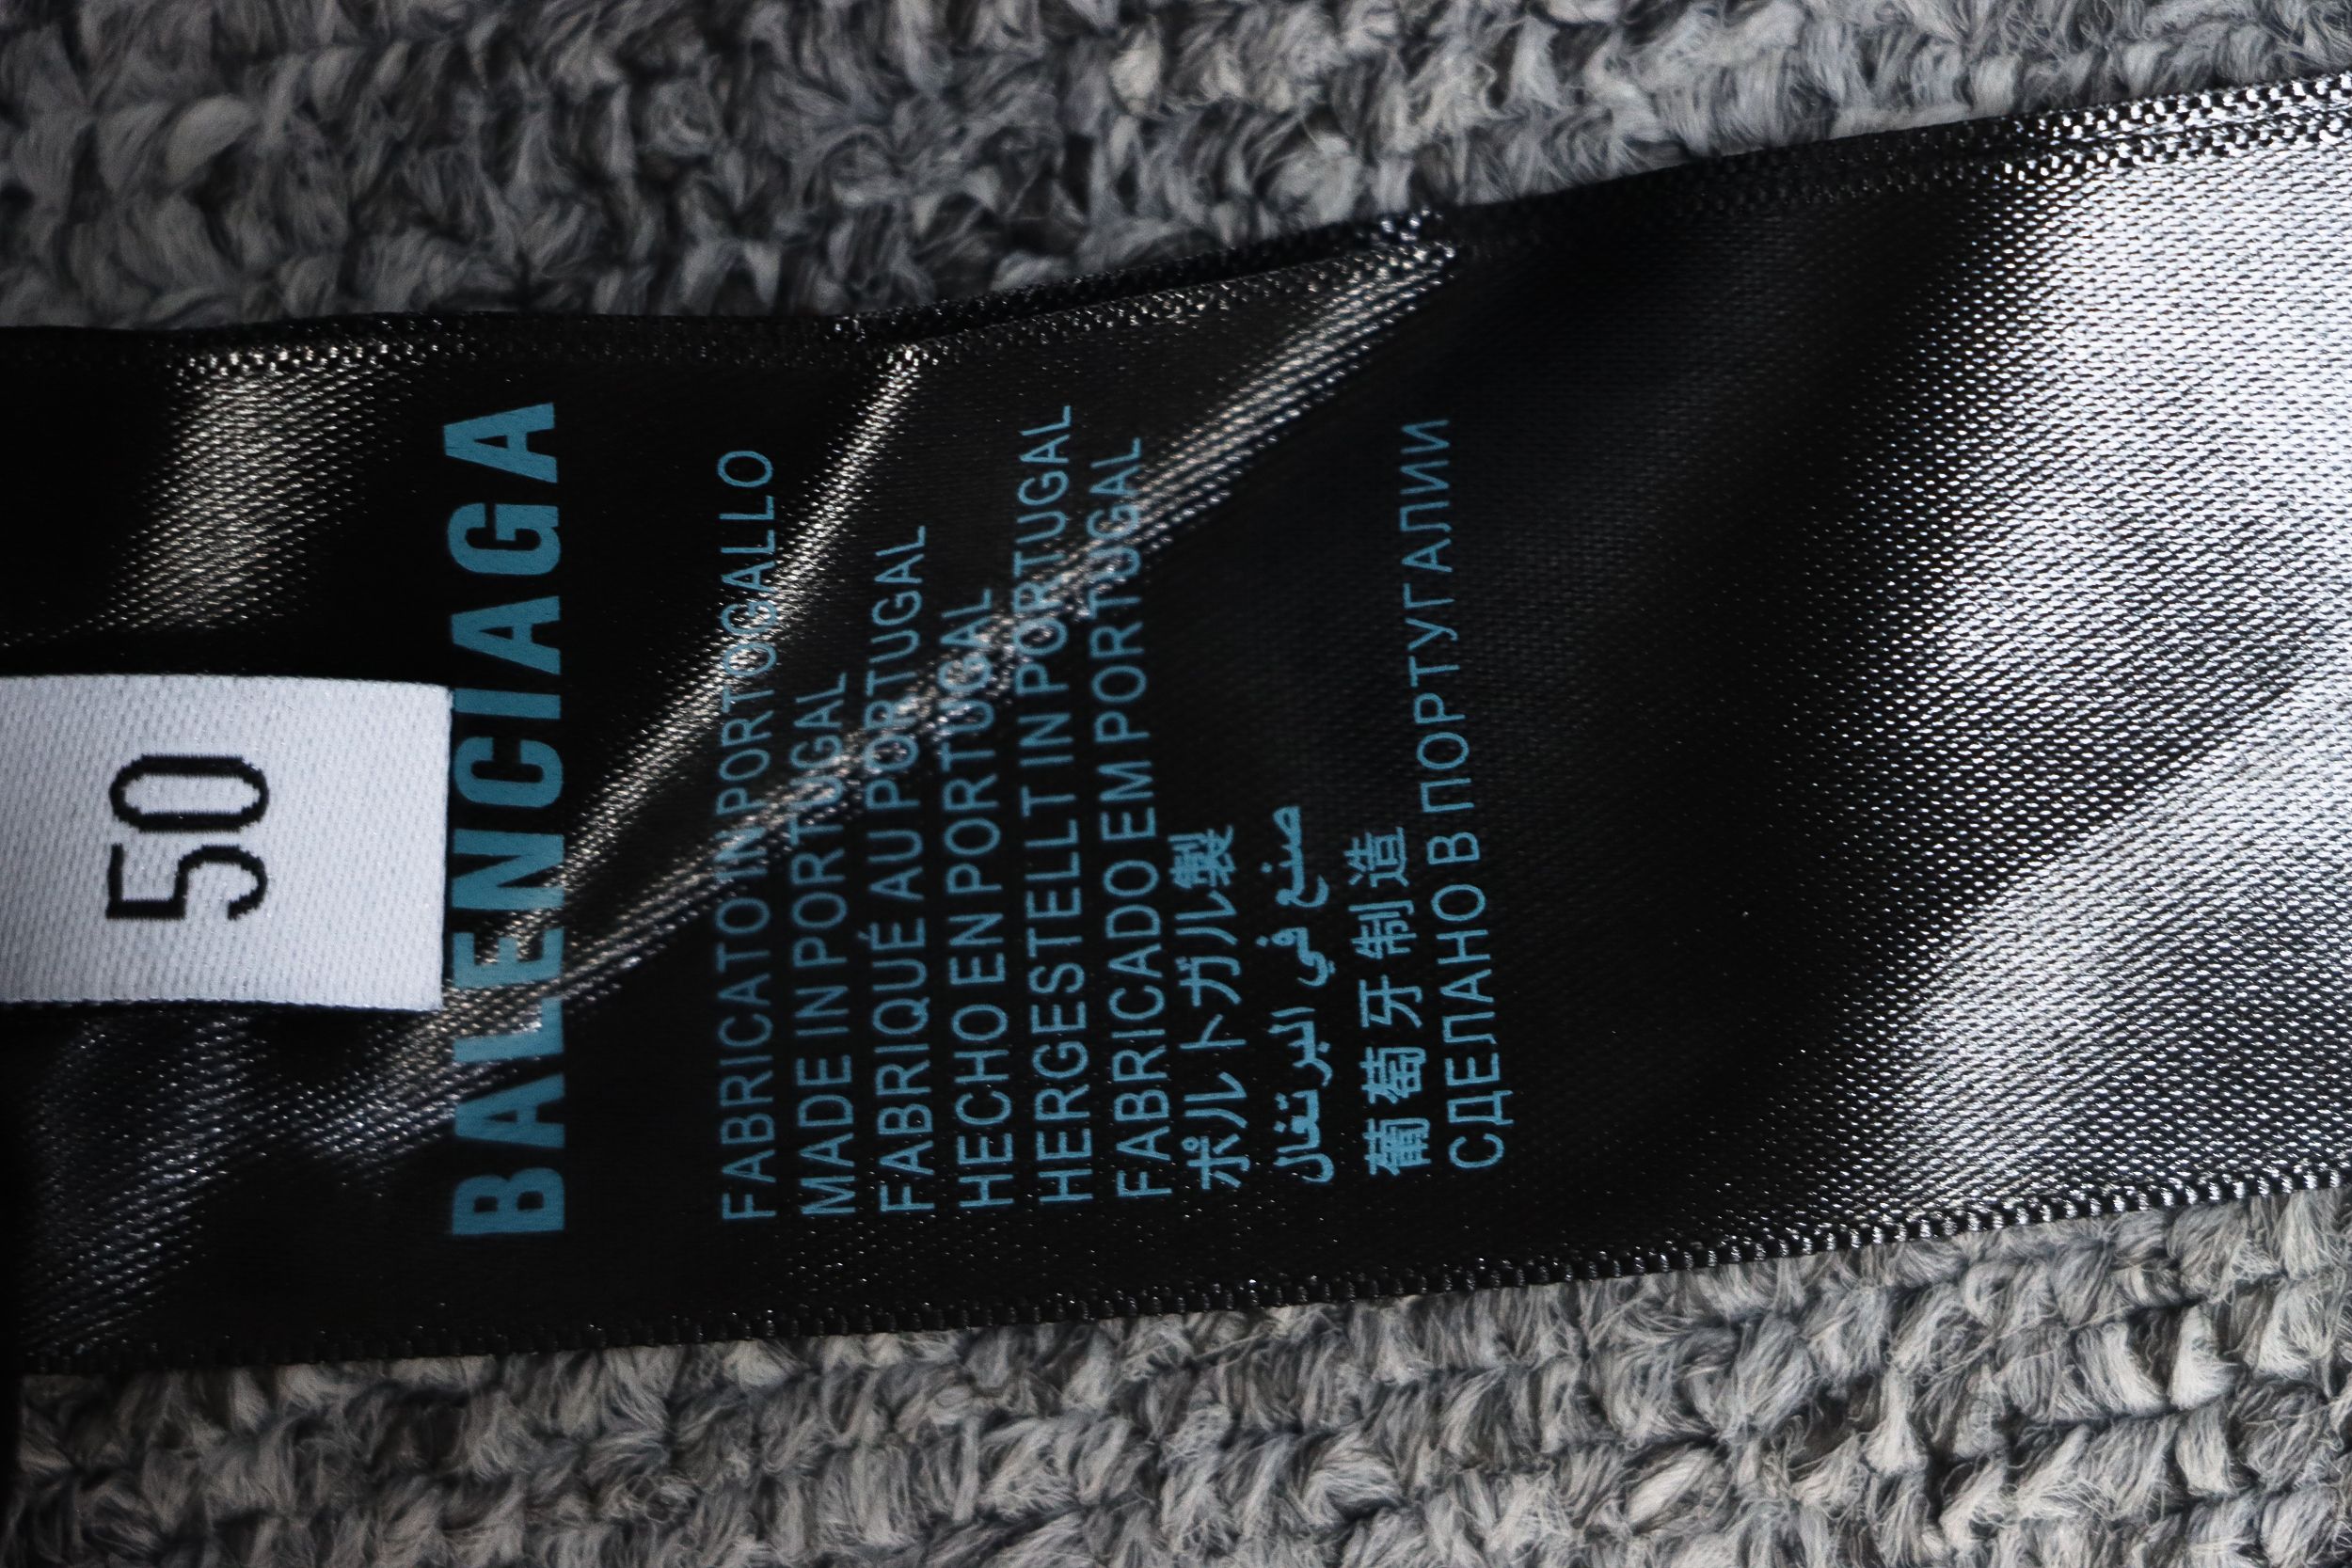 50
BALENCIAGA
FABRICATO IN PORTOGALLO
MADE IN PORTUGAL
FABRIQUÉ AU PORTUGAL
HECHO EN PORTUGAL
HERGESTELLT IN PORTUGAL
FABRICADO EM PORTUGAL
ポルトガル製
صنع في البرتغال
葡萄牙制造
СДЕЛАНО В ПОРТУГАЛИИ